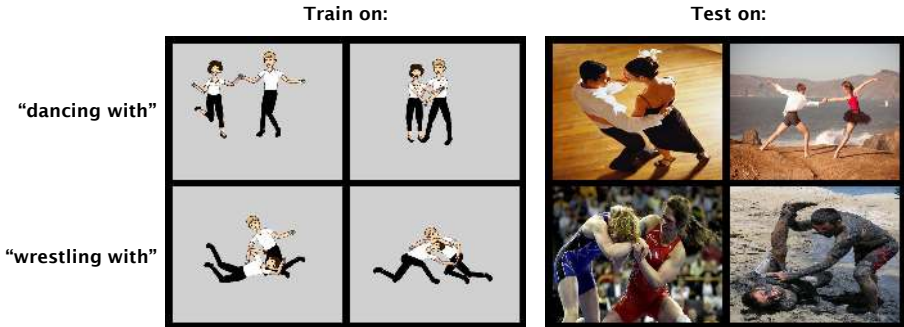 Train on:
Test on:
“dancing with”
“wrestling with”